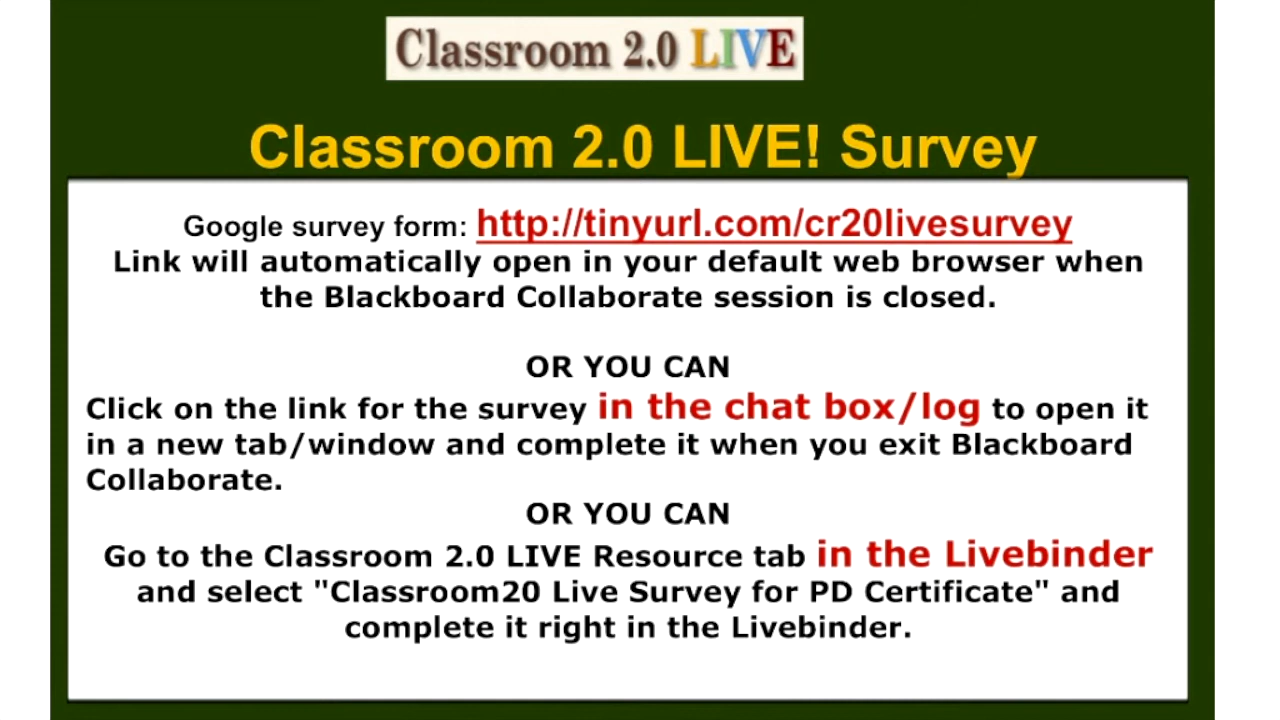 Classroom 2.0 LIVE
Classroom 2.0 LIVE! Survey
Google survey form: http://tinyurl.com/cr20livesurvey
Link will automatically open in your default web browser when
the Blackboard Collaborate session is closed.
OR YOU CAN
Click on the link for the survey in the chat box/log to open it
in a new tab/window and complete it when you exit Blackboard
Collaborate.
OR YOU CAN
Go to the Classroom 2.0 LIVE Resource tab in the Livebinder
and select "Classroom20 Live Survey for PD Certificate" and
complete it right in the Livebinder.